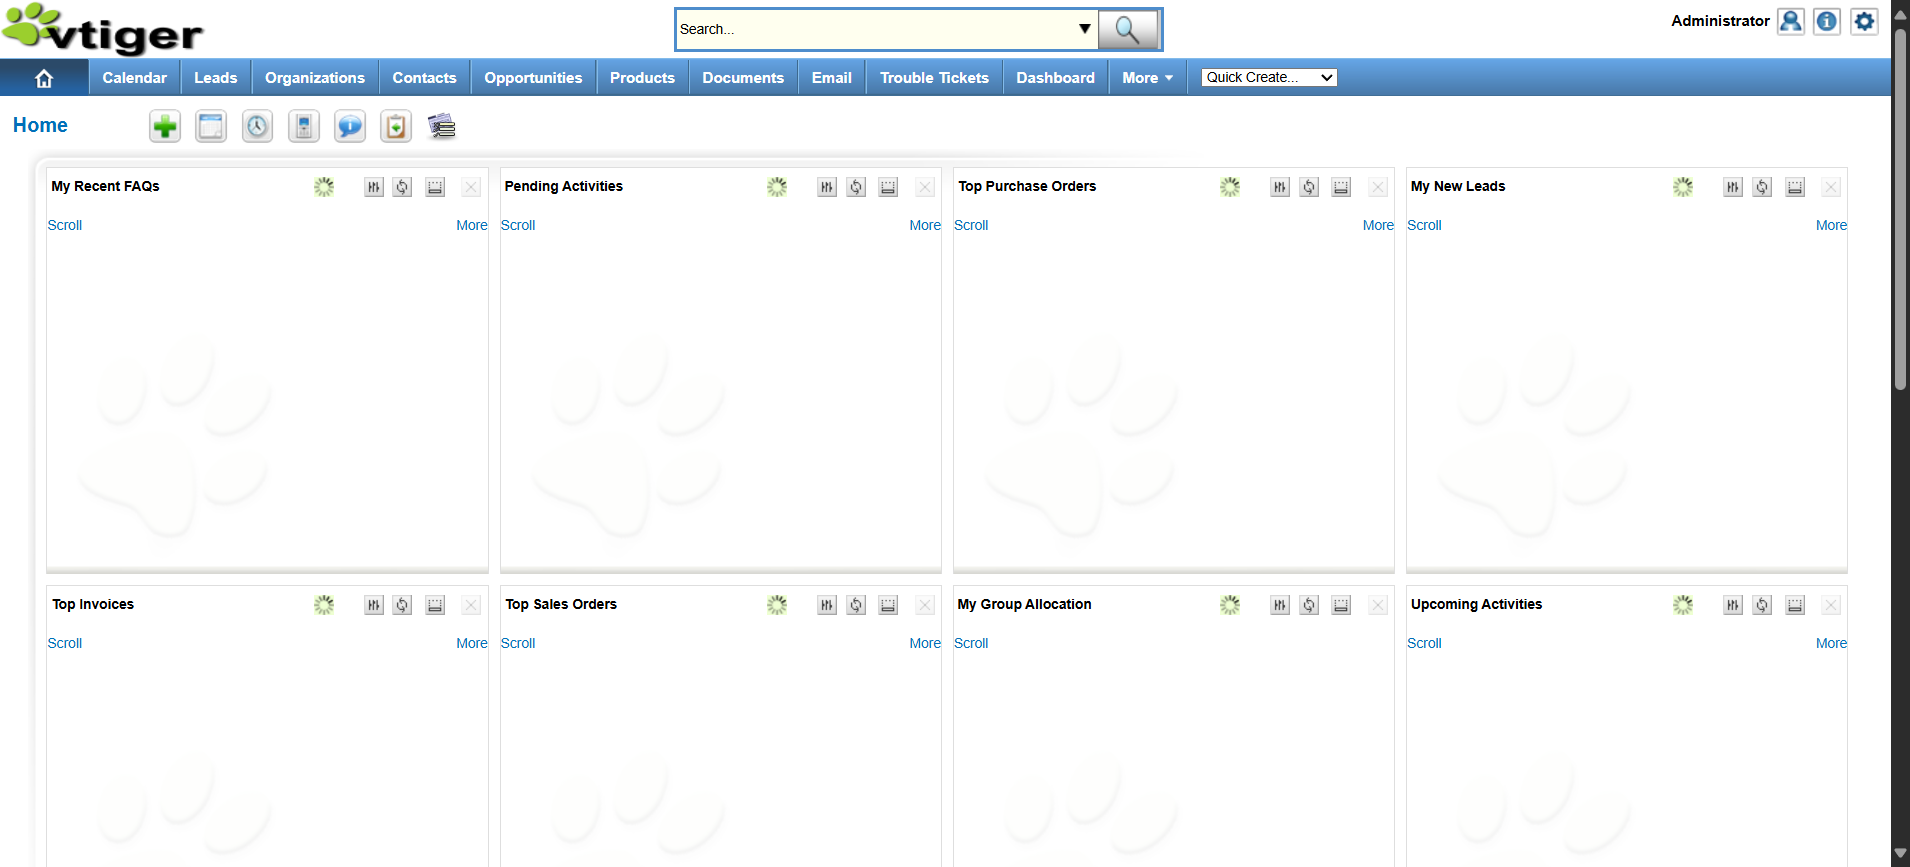 vtiger
Search...
Administrator
Calendar Leads Organizations Contacts Opportunities Products Documents Email Trouble Tickets Dashboard More Quick Create...
Home
My Recent FAQs Pending Activities Top Purchase Orders My New Leads
Scroll More Scroll More Scroll More Scroll More
Top Invoices Top Sales Orders My Group Allocation Upcoming Activities
Scroll More Scroll More Scroll Scroll More